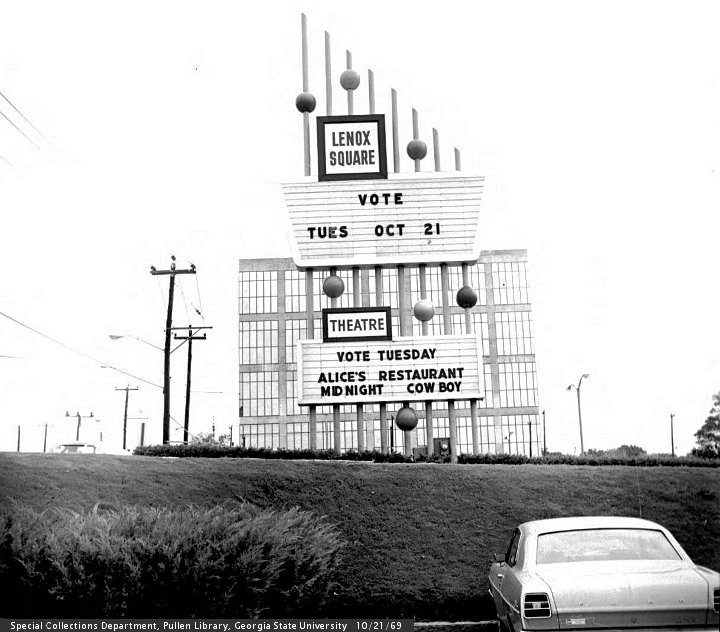 LENOX
SQUARE
VOTE
TUES OCT 21
THEATRE
VOTE TUESDAY
ALICE'S RESTAURANT
MIDNIGHT COWBOY
Special Collections Department, Pullen Library, Georgia State University 10/21/69